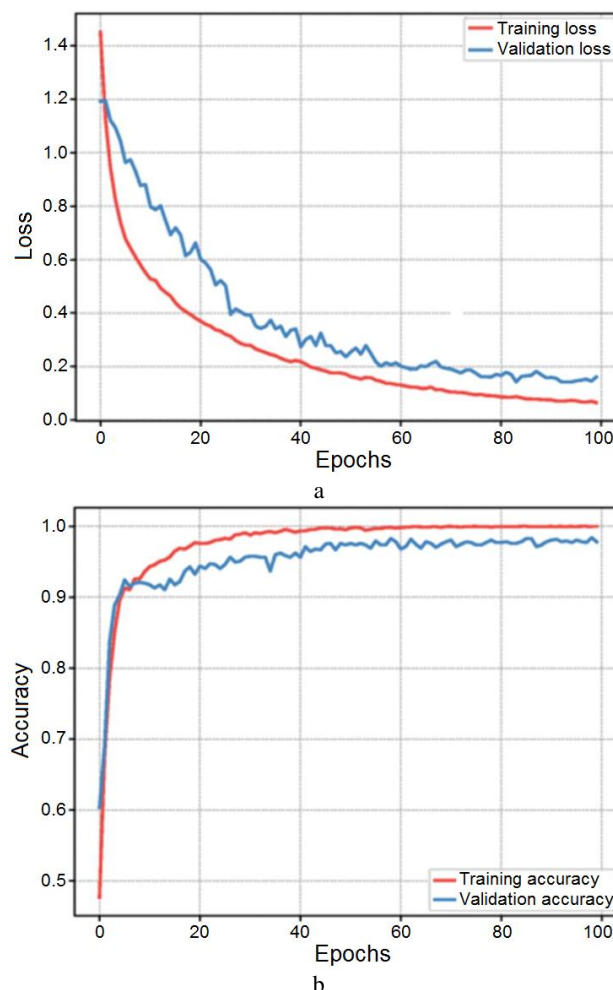 1.4
1.2
1.0
0.8
0.6
0.4
0.2
0.0
Loss
Training loss
Validation loss
0 20 40 60 80 100
Epochs
a
1.0
0.9
0.8
0.7
0.6
0.5
Accuracy
Training accuracy
Validation accuracy
0 20 40 60 80 100
Epochs
b